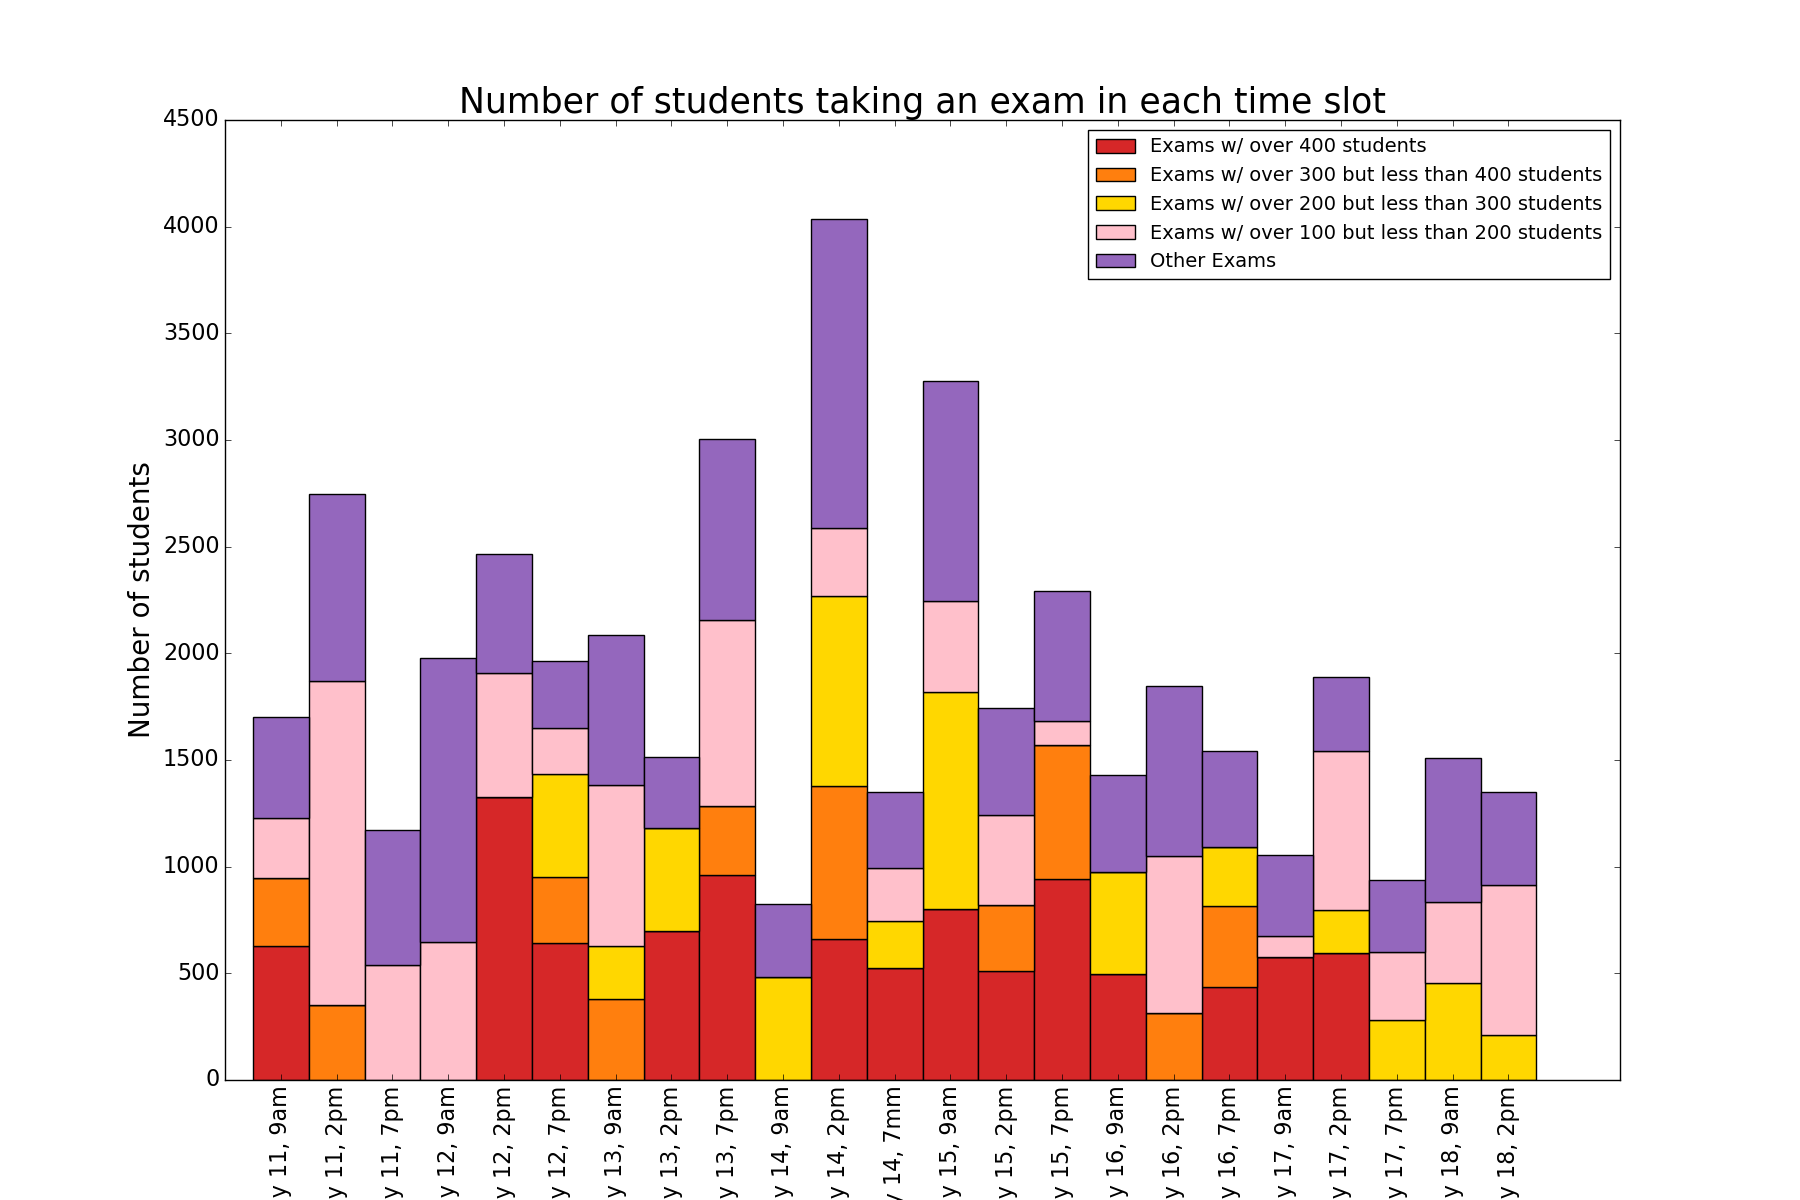 Number of students taking an exam in each time slot
Number of students
4500
4000
3500
3000
2500
2000
1500
1000
500
0
Exams w/ over 400 students
Exams w/ over 300 but less than 400 students
Exams w/ over 200 but less than 300 students
Exams w/ over 100 but less than 200 students
Other Exams
y 11, 9am
y 11, 2pm
y 11, 7pm
y 12, 9am
y 12, 2pm
y 12, 7pm
y 13, 9am
y 13, 2pm
y 13, 7pm
y 14, 9am
y 14, 2pm
y 14, 7mm
y 15, 9am
y 15, 2pm
y 15, 7pm
y 16, 9am
y 16, 2pm
y 16, 7pm
y 17, 9am
y 17, 2pm
y 17, 7pm
y 18, 9am
y 18, 2pm